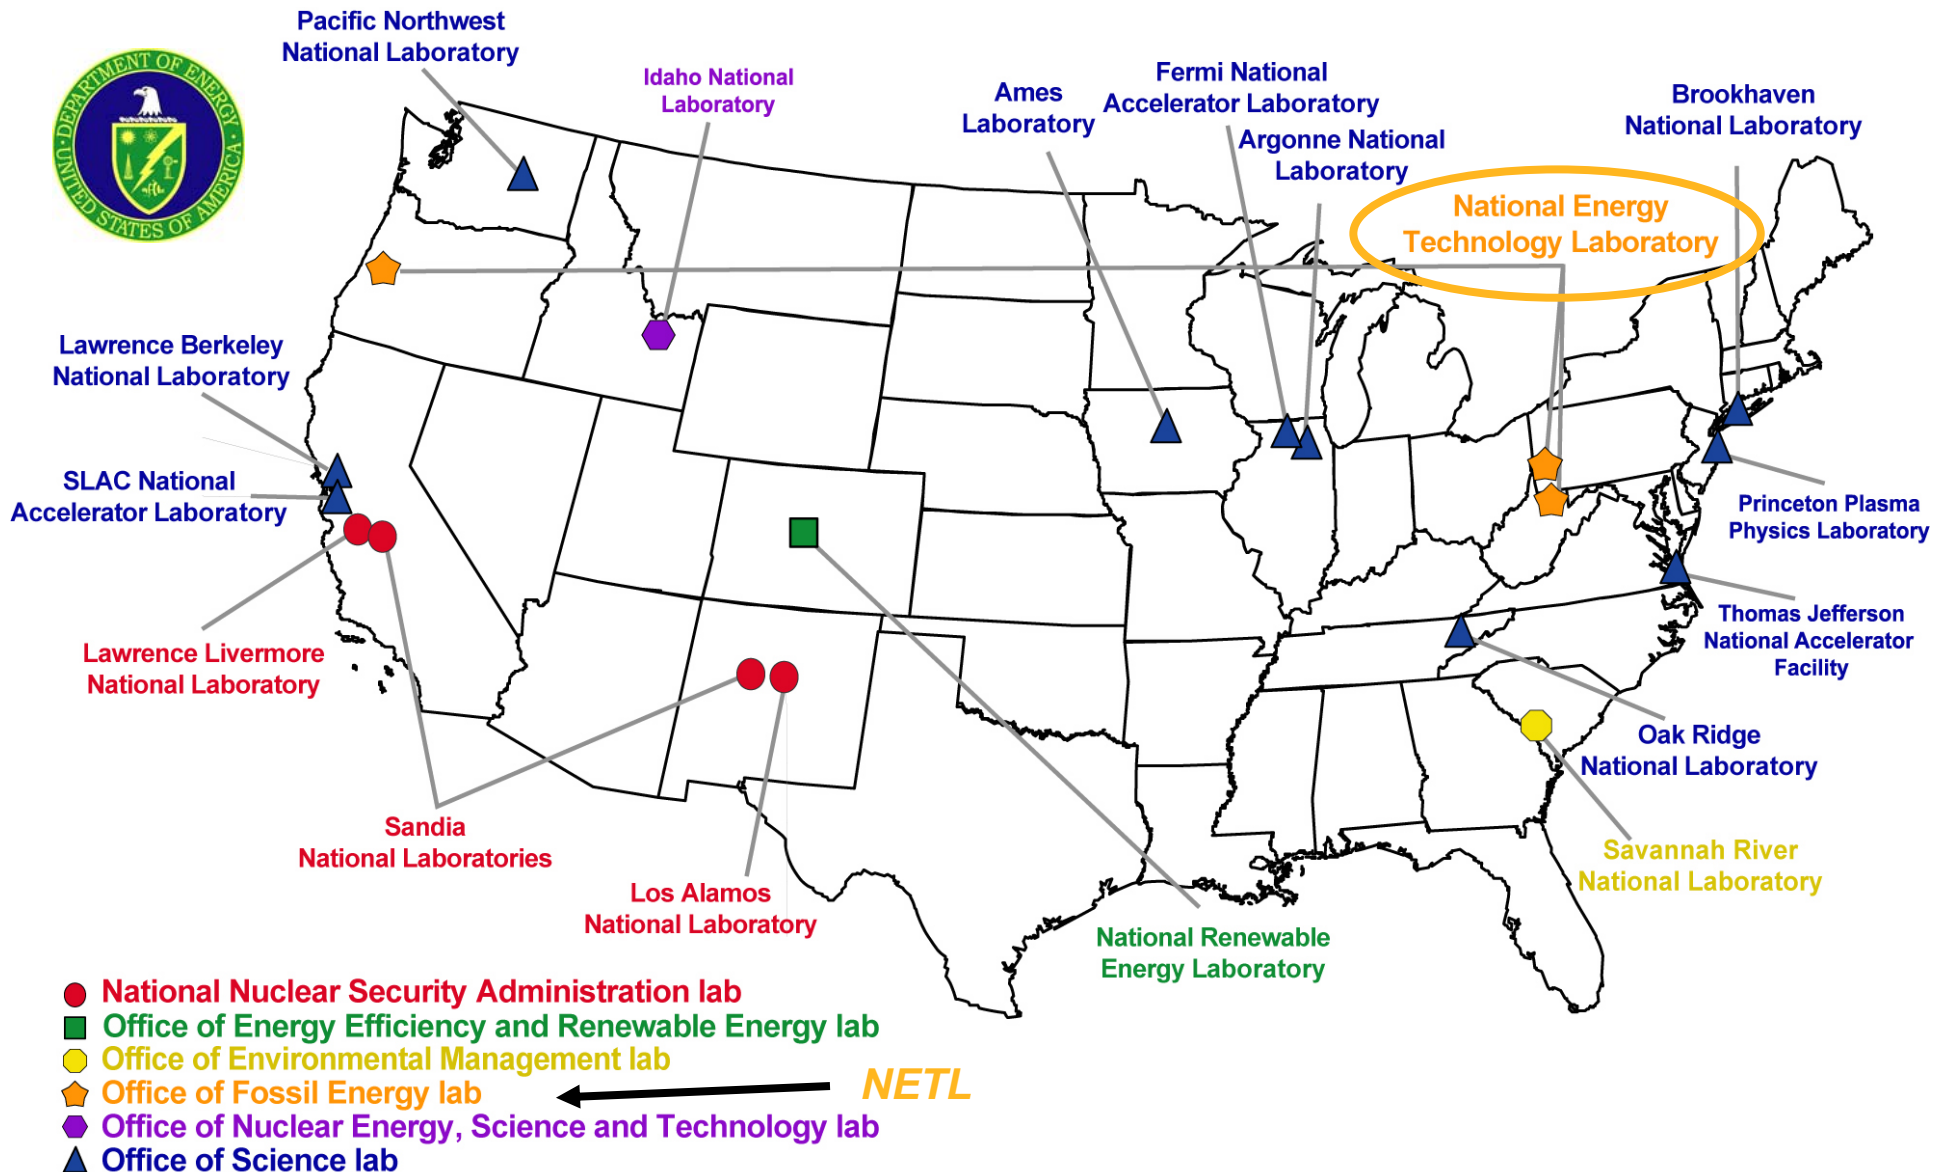 Pacific Northwest
National Laboratory
Idaho National
Laboratory
Ames
Laboratory
Fermi National
Accelerator Laboratory
Argonne National
Laboratory
Brookhaven
National Laboratory
National Energy
Technology Laboratory
DEPARTMENT OF ENERGY
UNITED STATES OF AMERICA
Lawrence Berkeley
National Laboratory
SLAC National
Accelerator Laboratory
Lawrence Livermore
National Laboratory
Sandia
National Laboratories
Los Alamos
National Laboratory
National Renewable
Energy Laboratory
Princeton Plasma
Physics Laboratory
Thomas Jefferson
National Accelerator
Facility
Oak Ridge
National Laboratory
Savannah River
National Laboratory
National Nuclear Security Administration lab
Office of Energy Efficiency and Renewable Energy lab
Office of Environmental Management lab
Office of Fossil Energy lab
NETL
Office of Nuclear Energy, Science and Technology lab
Office of Science lab